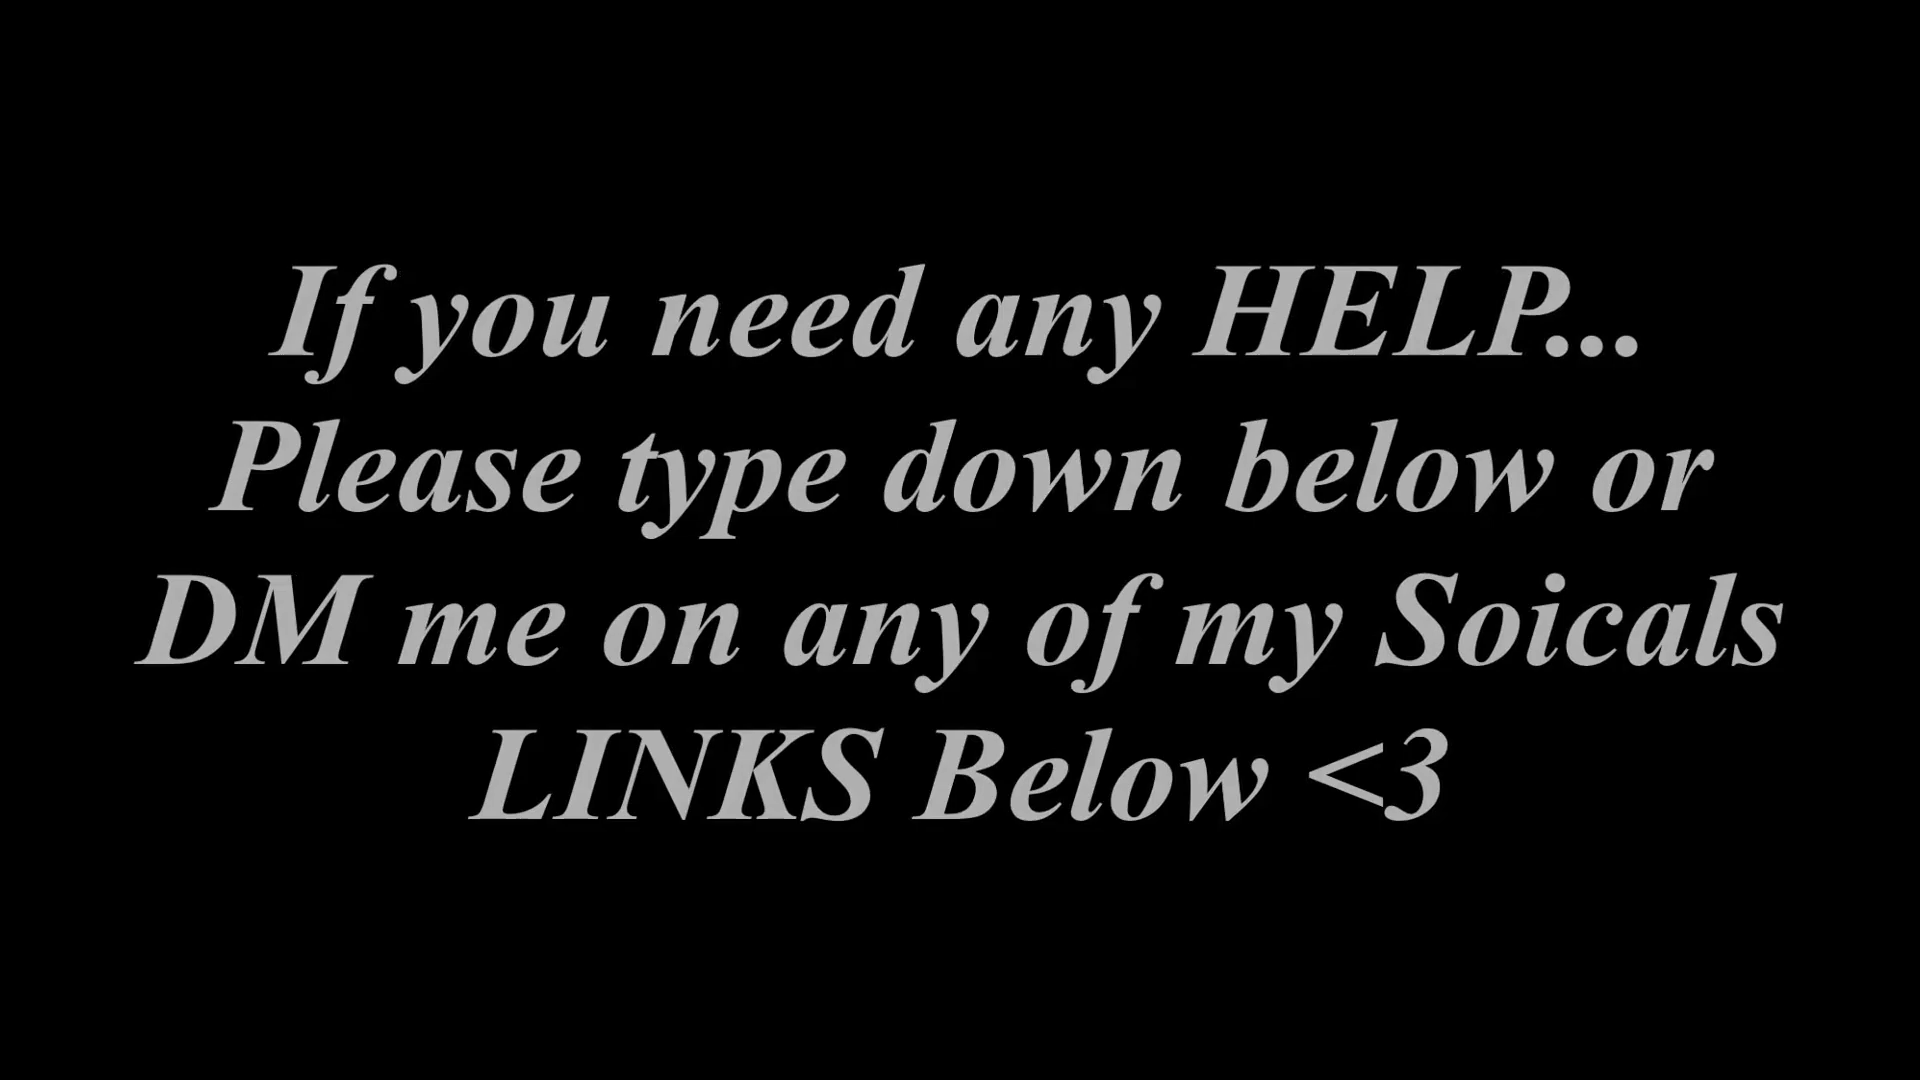 If you need any HELP...
Please type down below or
DM me on any of my Soicals
LINKS Below <3